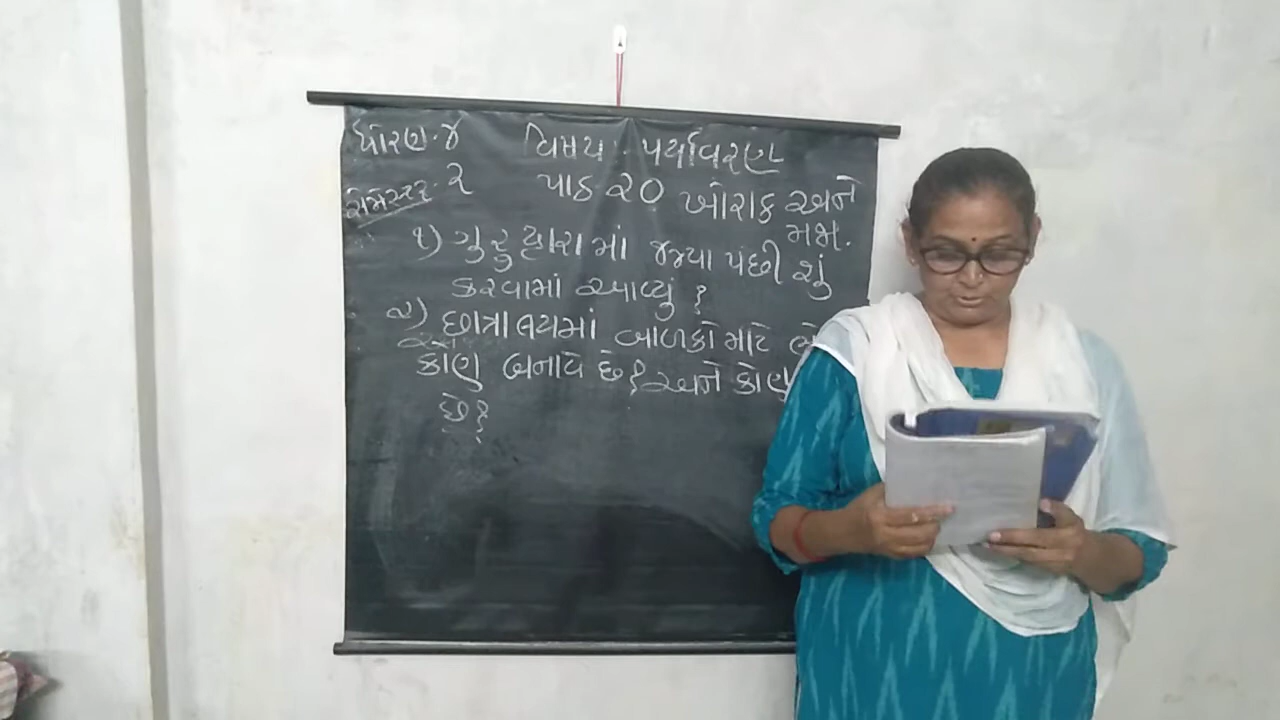 ધોરણ.૪ વિષય : પર્યાવરણ
સેમેસ્ટર. ૨ પાઠ ૨૦ ખોરાક અને
મજા.
૧) ગુરુદ્વારામાં જમ્યા પછી શું
કરવામાં આવ્યું ?
૨) છાત્રાલયમાં બાળકો માટે
કોણ બનાવે છે? અને કોણ
છે?